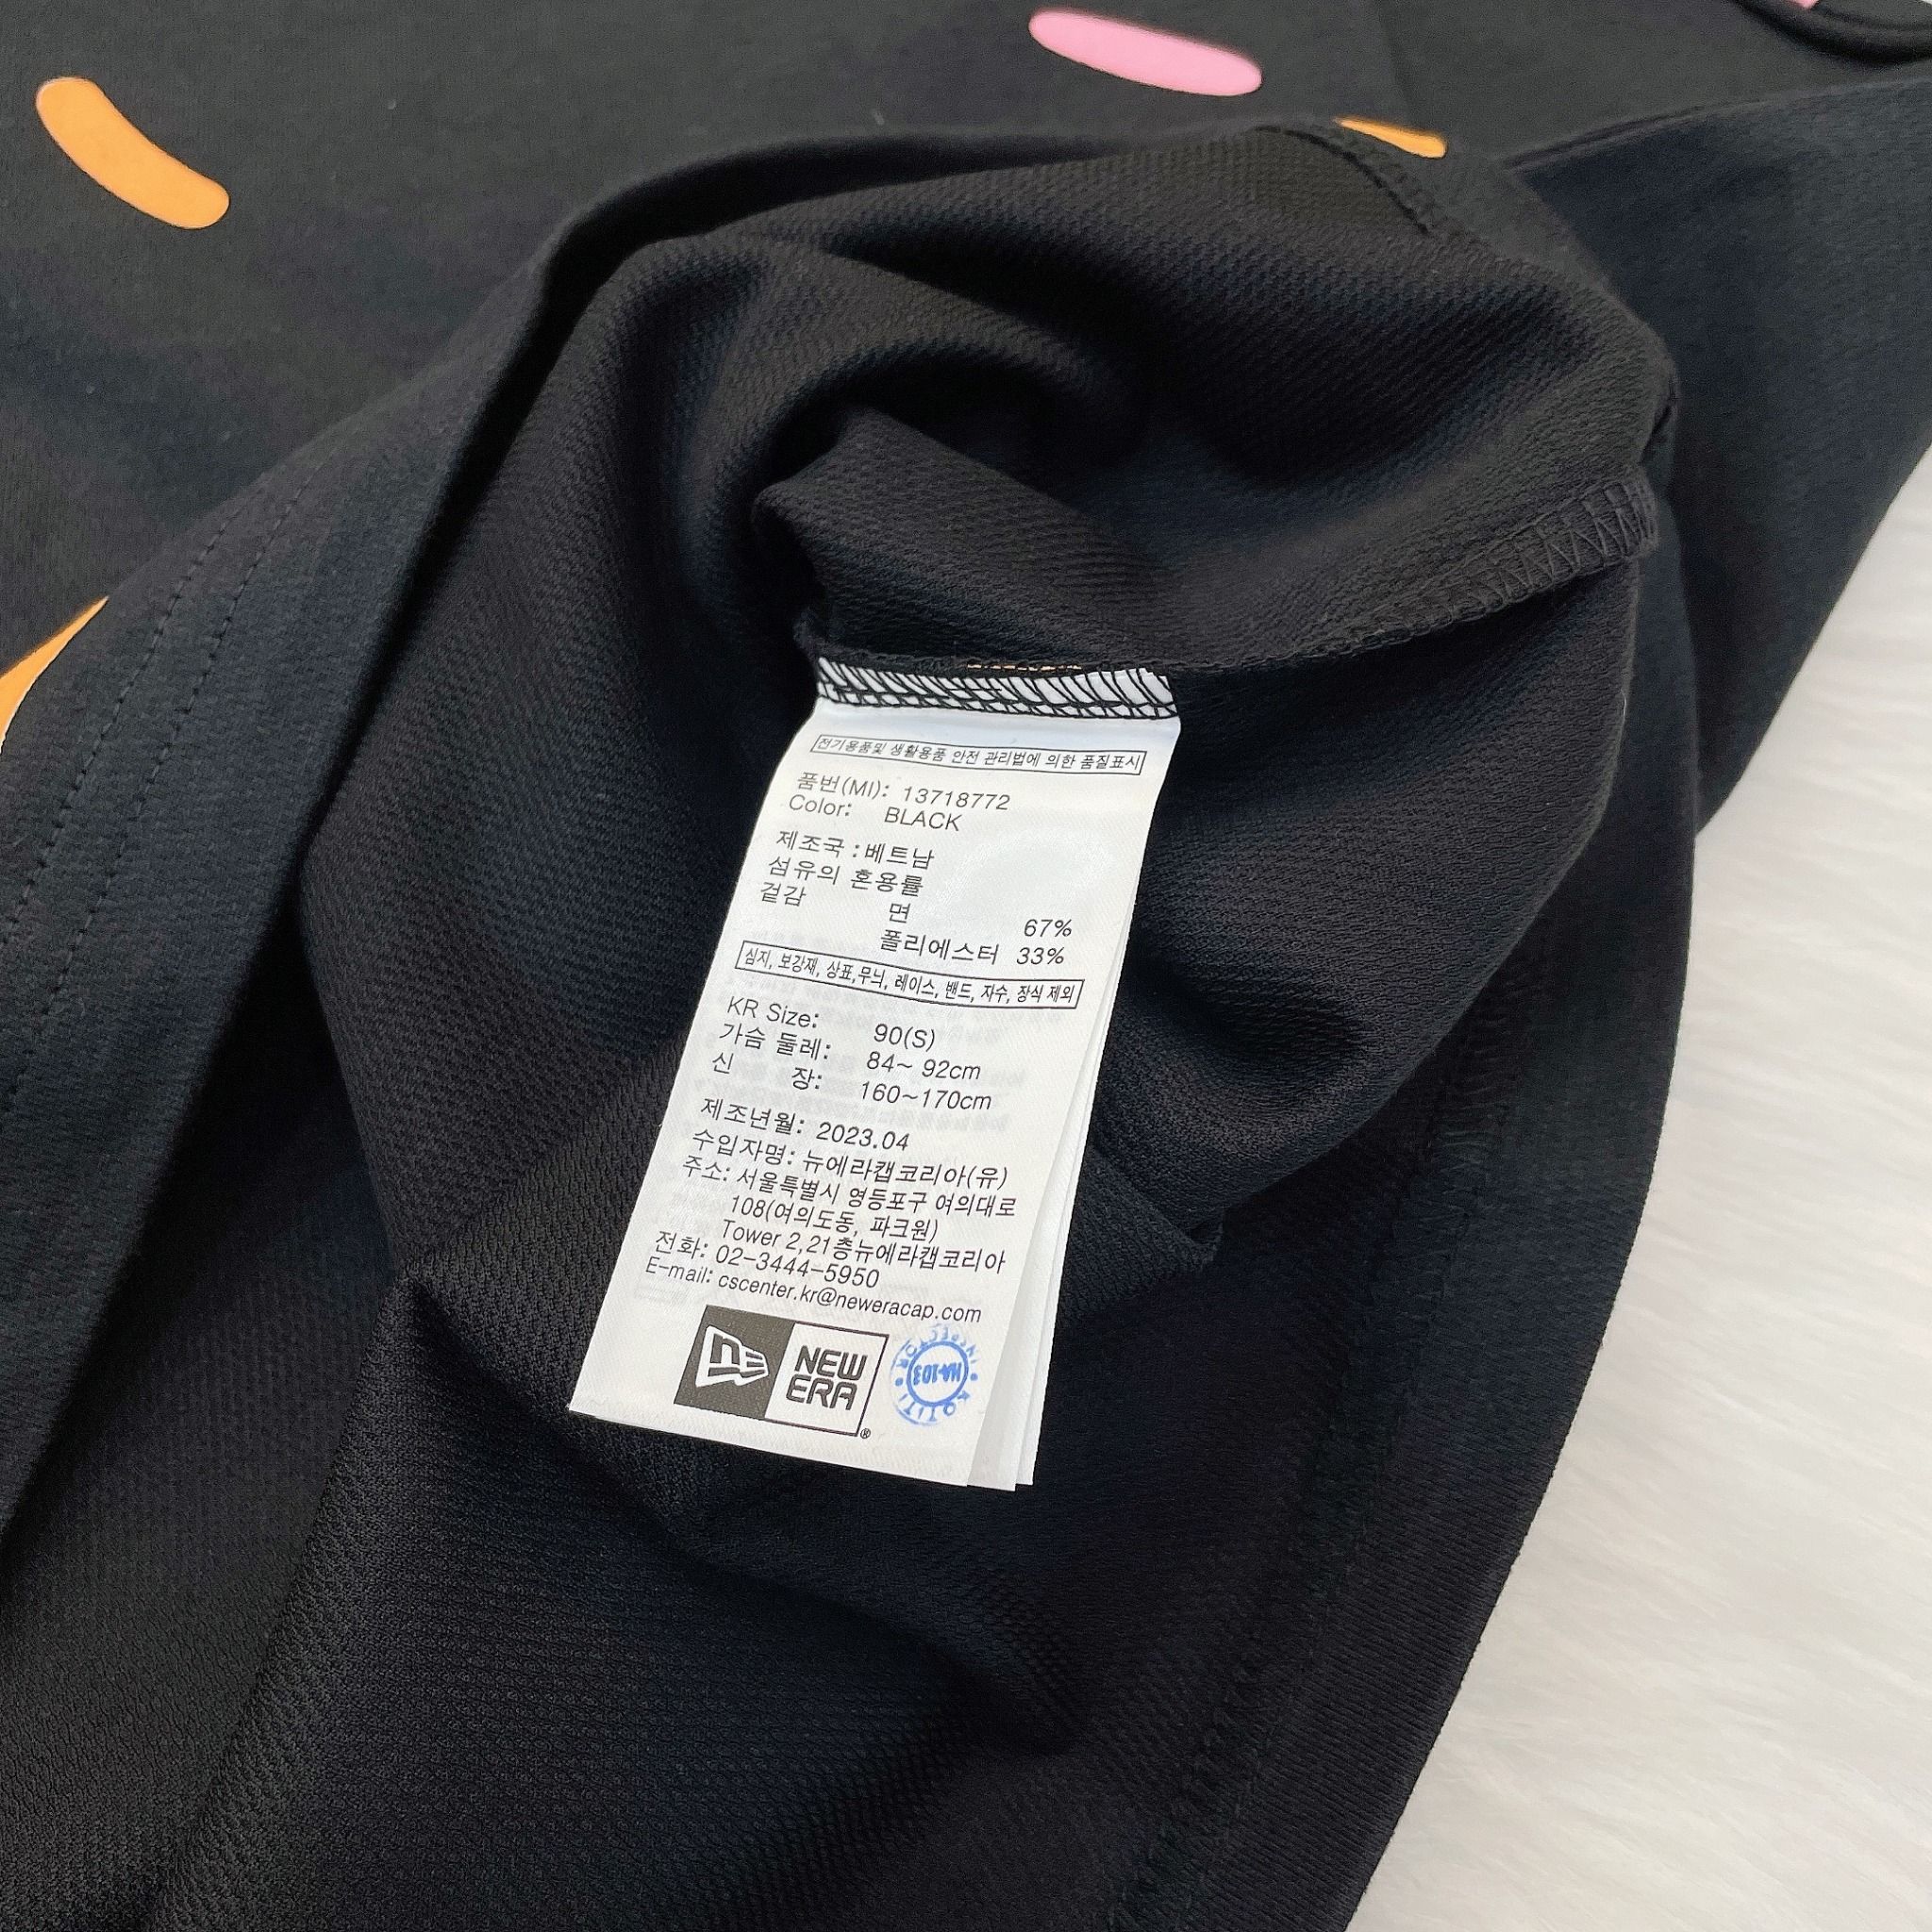 전기용품및 생활용품 안전 관리법에 의한 품질표시
품번(MI): 13718772
Color: BLACK
제조국 : 베트남
섬유의 혼용률
겉감 면 67%
폴리에스터 33%
심지, 보강재, 상표,무늬, 레이스, 밴드, 자수, 장식 제외
KR Size: 90(S)
가슴 둘레: 84~ 92cm
신 장: 160~170cm
제조년월: 2023.04
수입자명: 뉴에라캡코리아(유)
주소: 서울특별시 영등포구 여의대로
108(여의도동, 파크원)
Tower 2,21층뉴에라캡코리아
전화: 02-3444-5950
E-mail: cscenter.kr@neweracap.com
NE NEW
ERA ®
KOTITI INSPECTOR
HA-103